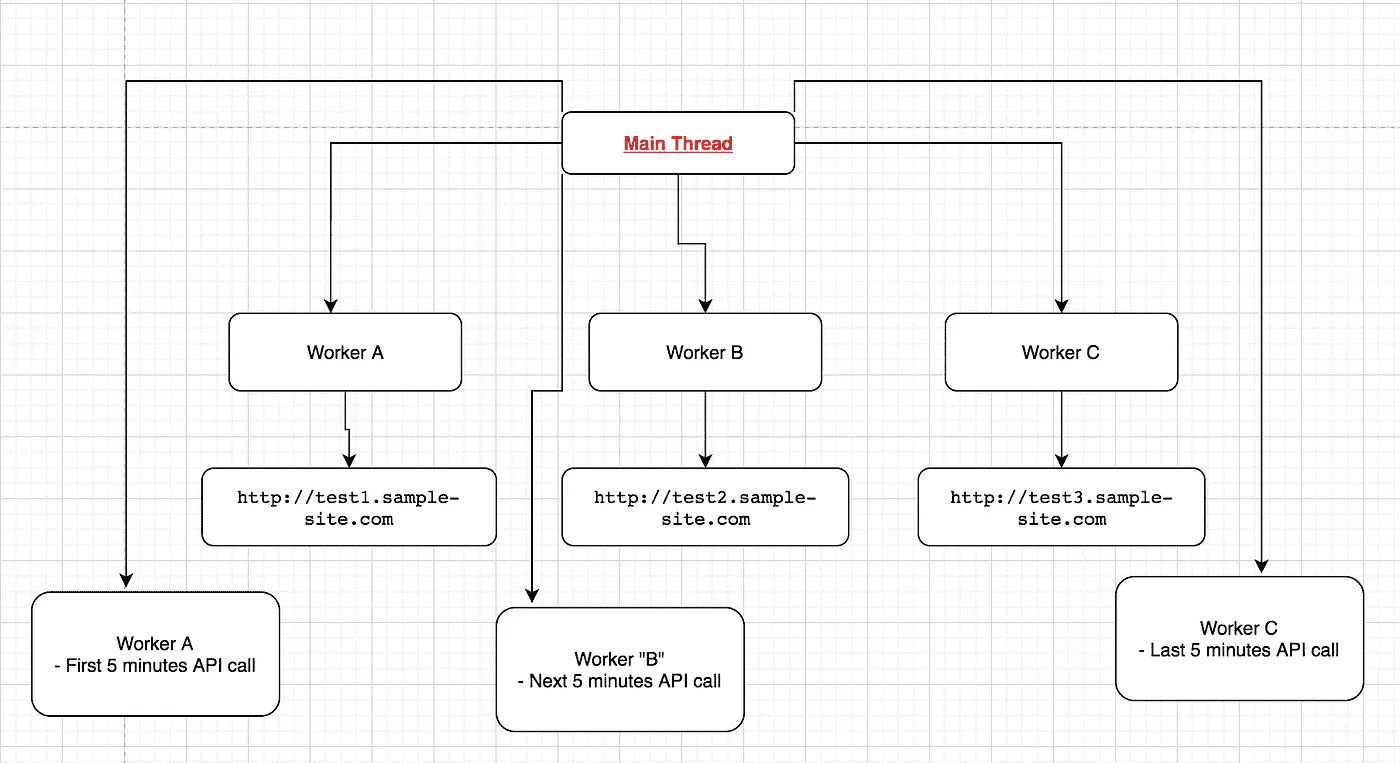 Main Thread
Worker A
Worker B
Worker C
http://test1.sample-
site.com
http://test2.sample-
site.com
http://test3.sample-
site.com
Worker A
- First 5 minutes API call
Worker "B"
- Next 5 minutes API call
Worker C
- Last 5 minutes API call